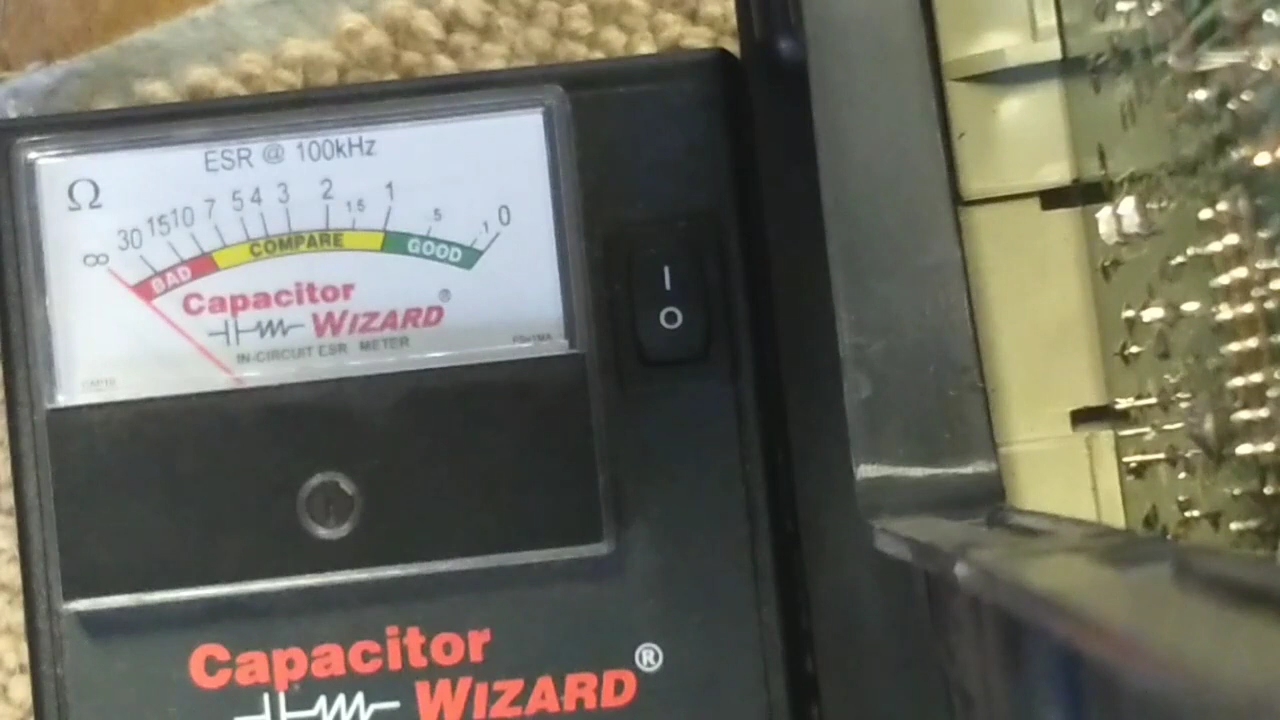 ESR @ 100kHz
Ω
∞ 30 15 10 7 5 4 3 2 1.5 1 .5 .1 0
BAD COMPARE GOOD
Capacitor
WIZARD®
IN-CIRCUIT ESR METER
I
O
Capacitor
WIZARD®